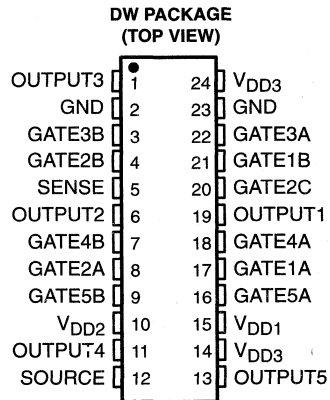 DW PACKAGE
(TOP VIEW)
OUTPUT3 1 24 VDD3
GND 2 23 GND
GATE3B 3 22 GATE3A
GATE2B 4 21 GATE1B
SENSE 5 20 GATE2C
OUTPUT2 6 19 OUTPUT1
GATE4B 7 18 GATE4A
GATE2A 8 17 GATE1A
GATE5B 9 16 GATE5A
VDD2 10 15 VDD1
OUTPUT4 11 14 VDD3
SOURCE 12 13 OUTPUT5